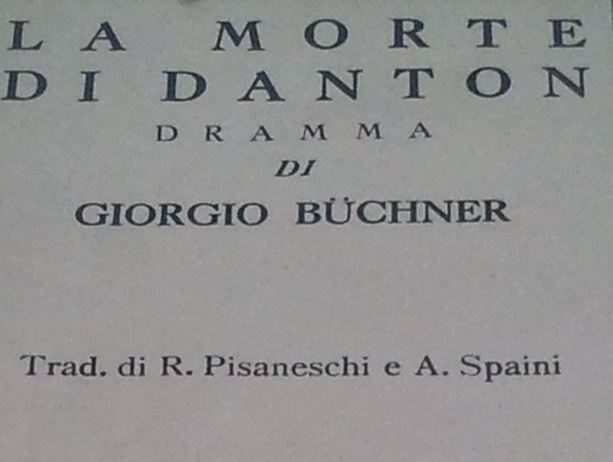 LA MORTE
DI DANTON
DRAMMA
DI
GIORGIO BÜCHNER
Trad. di R. Pisaneschi e A. Spaini